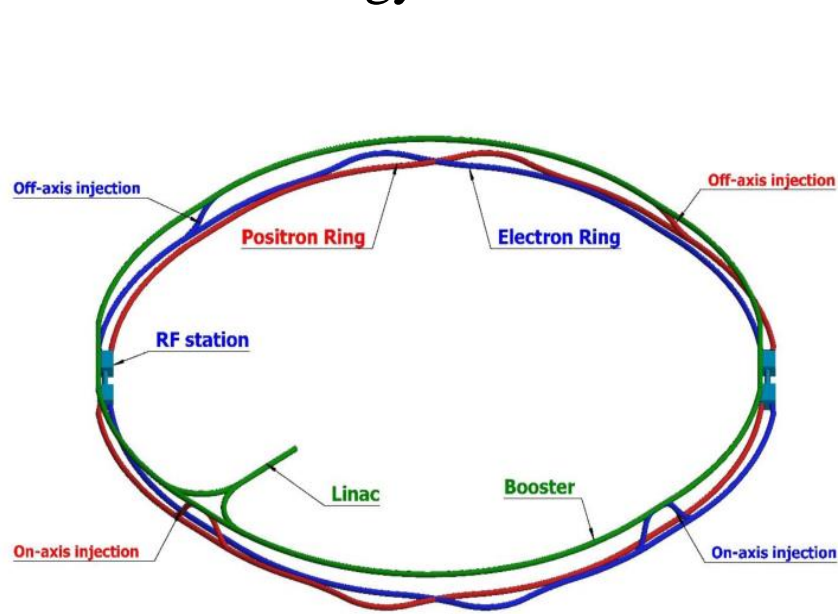 gy
Off-axis injection
Off-axis injection
Positron Ring
Electron Ring
RF station
Linac
Booster
On-axis injection
On-axis injection